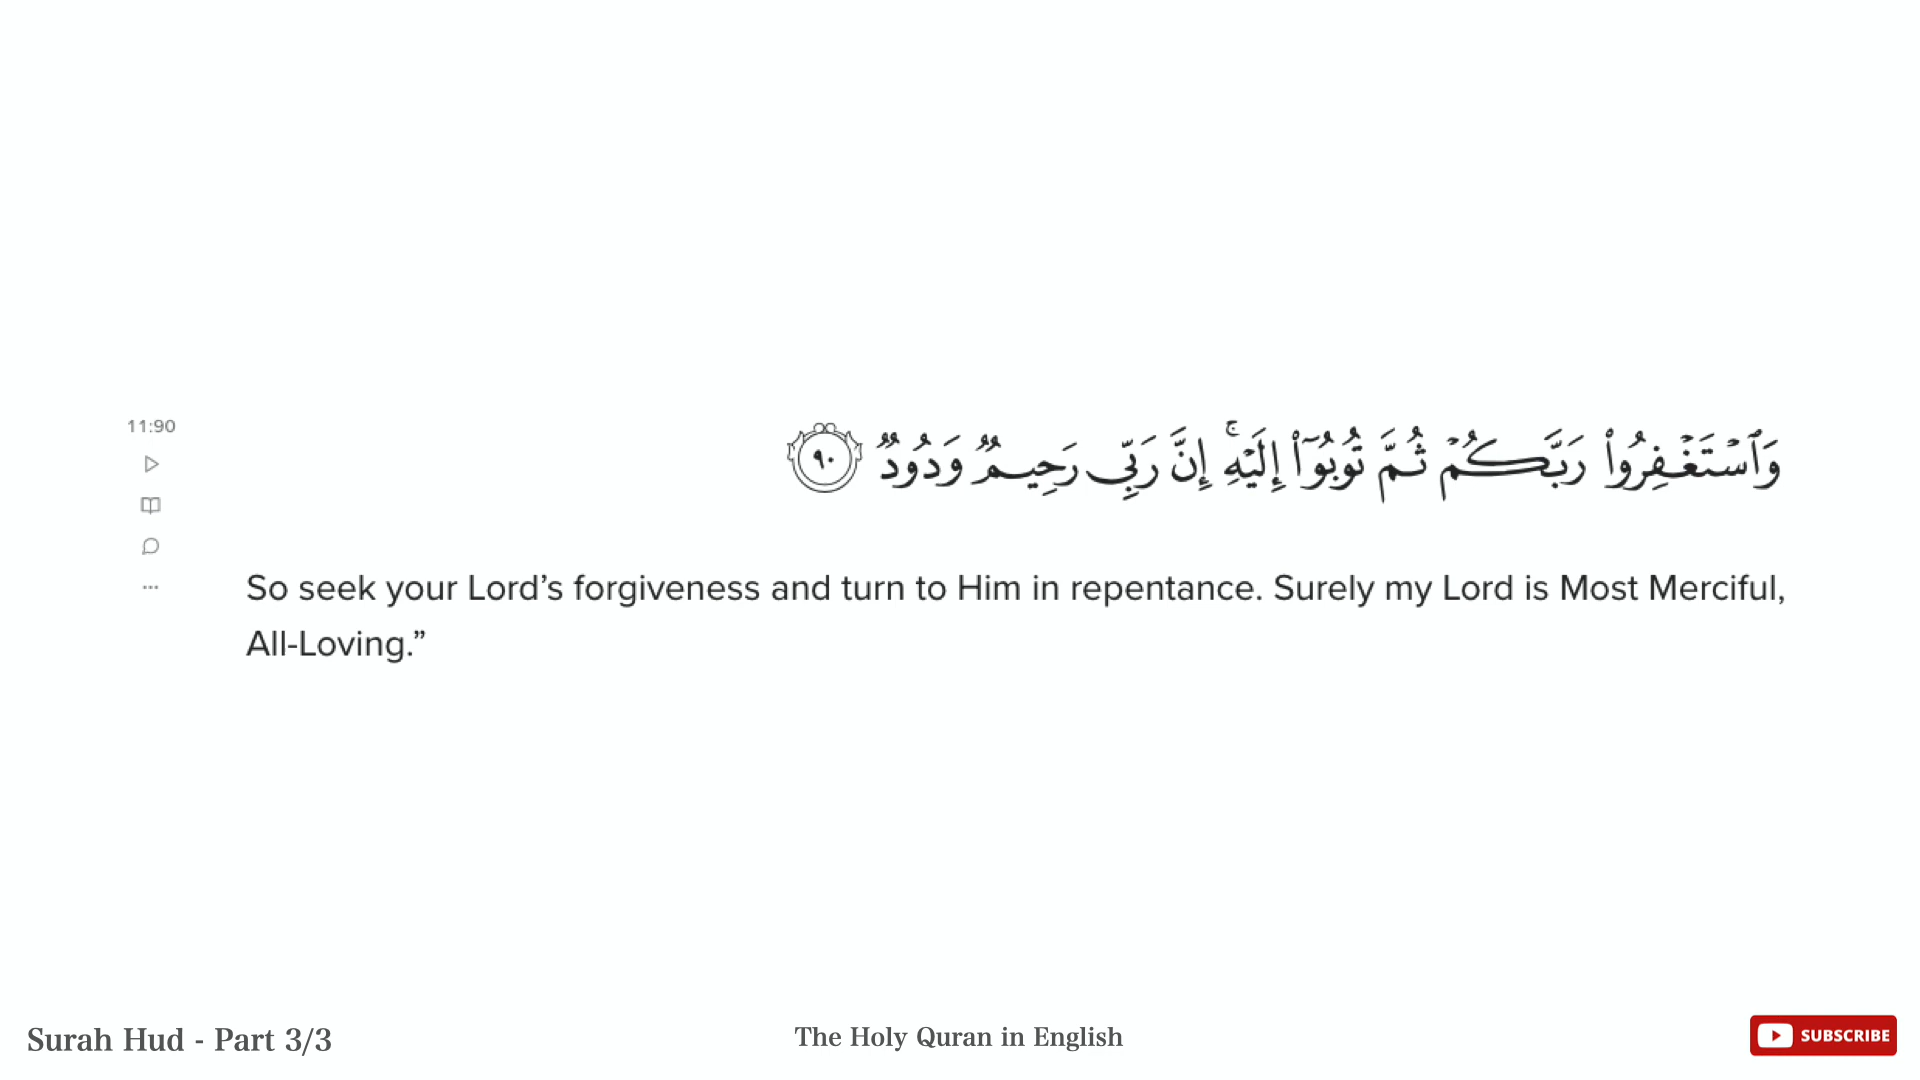 11:90
وَٱسْتَغْفِرُوا۟ رَبَّكُمْ ثُمَّ تُوبُوٓا۟ إِلَيْهِ ۚ إِنَّ رَبِّى رَحِيمٌ وَدُودٌ ٩٠
So seek your Lord’s forgiveness and turn to Him in repentance. Surely my Lord is Most Merciful,
All-Loving.”
Surah Hud - Part 3/3
The Holy Quran in English
SUBSCRIBE